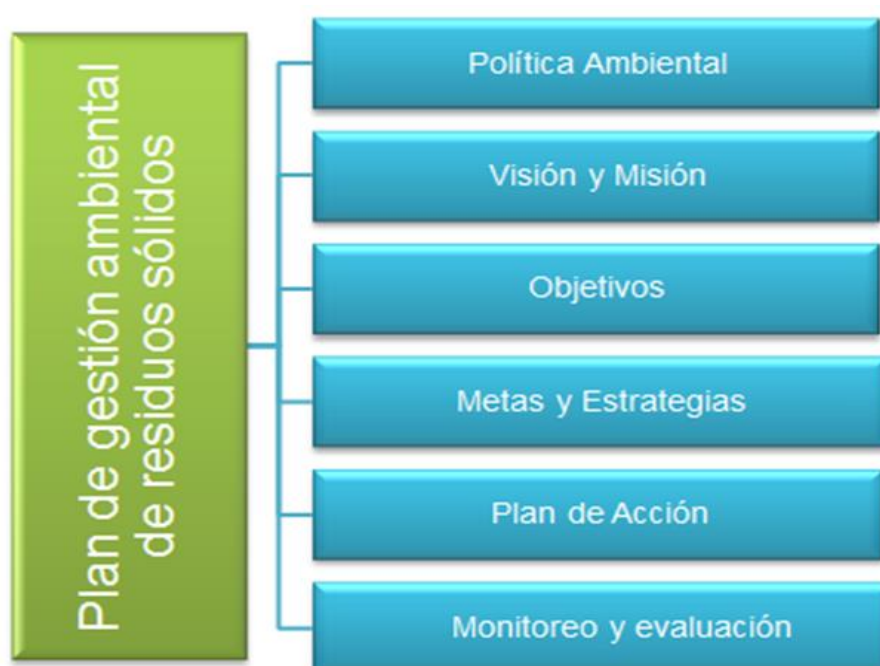 Plan de gestión ambiental
de residuos sólidos
Política Ambiental
Visión y Misión
Objetivos
Metas y Estrategias
Plan de Acción
Monitoreo y evaluación